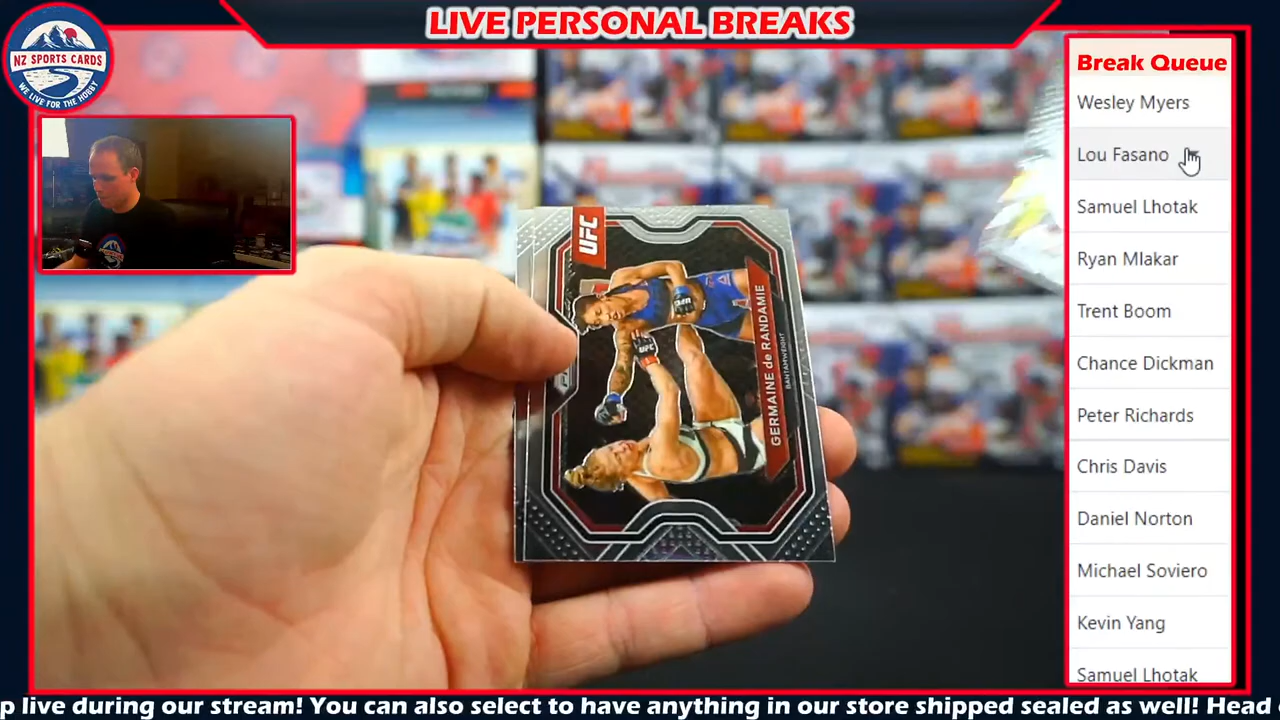 LIVE PERSONAL BREAKS
NZ SPORTS CARDS
WE LIVE FOR THE HOBBY
Break Queue
Wesley Myers
Lou Fasano
Samuel Lhotak
Ryan Mlakar
Trent Boom
Chance Dickman
Peter Richards
Chris Davis
Daniel Norton
Michael Soviero
Kevin Yang
Samuel Lhotak
UFC
GERMAINE de RANDAMIE
BANTAMWEIGHT
p live during our stream! You can also select to have anything in our store shipped sealed as well! Head